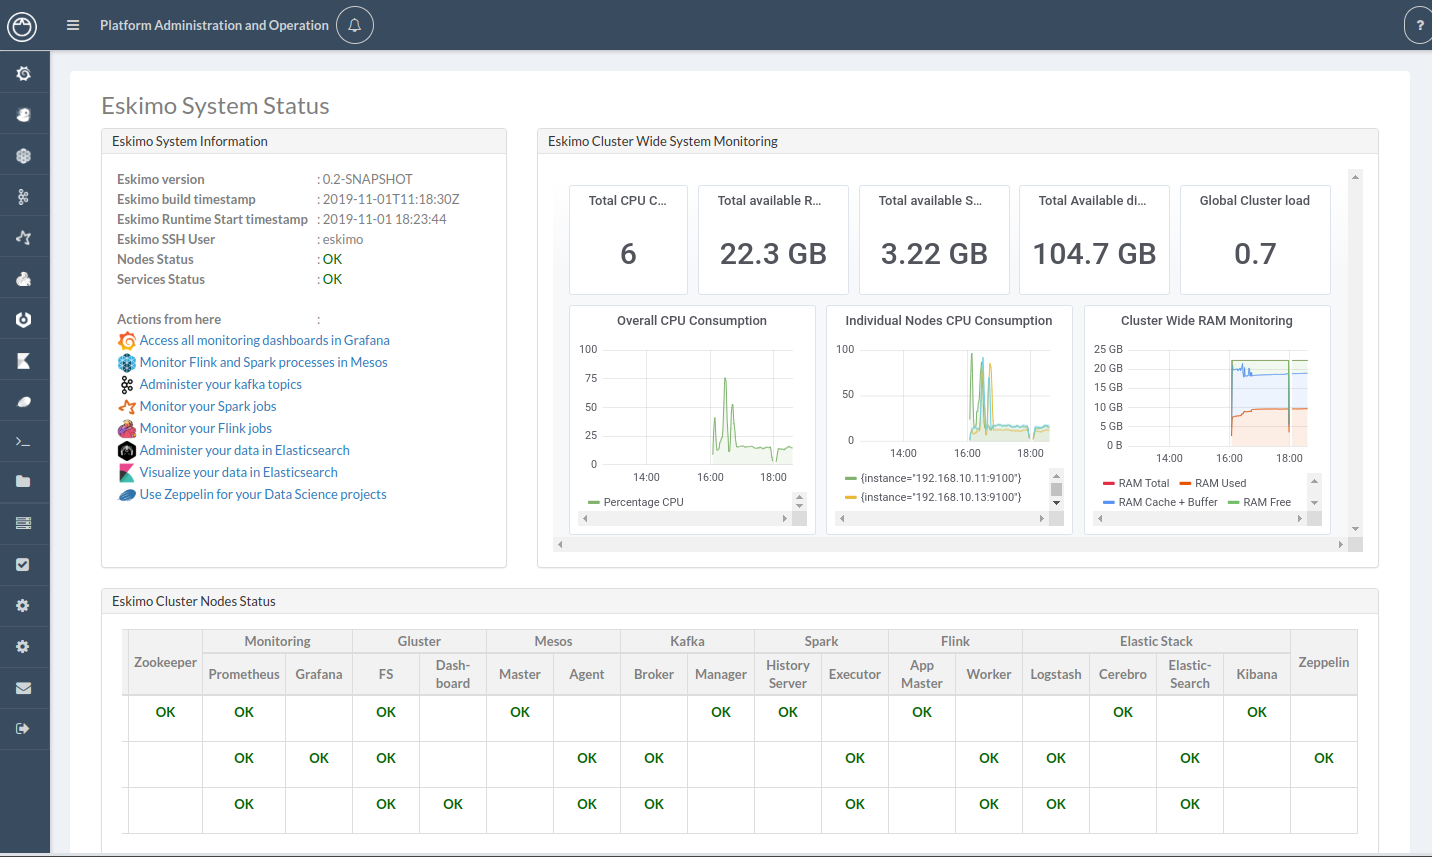 Platform Administration and Operation
?
Eskimo System Status
Eskimo System Information
Eskimo version : 0.2-SNAPSHOT
Eskimo build timestamp : 2019-11-01T11:18:30Z
Eskimo Runtime Start timestamp : 2019-11-01 18:23:44
Eskimo SSH User : eskimo
Nodes Status : OK
Services Status : OK
Actions from here :
Access all monitoring dashboards in Grafana
Monitor Flink and Spark processes in Mesos
Administer your kafka topics
Monitor your Spark jobs
Monitor your Flink jobs
Administer your data in Elasticsearch
Visualize your data in Elasticsearch
Use Zeppelin for your Data Science projects
Eskimo Cluster Wide System Monitoring
Total CPU C... Total available R... Total available S... Total Available di... Global Cluster load
6 22.3 GB 3.22 GB 104.7 GB 0.7
Overall CPU Consumption
100
75
50
25
0
14:00 16:00 18:00
Percentage CPU
Individual Nodes CPU Consumption
100
50
0
14:00 16:00 18:00
{instance="192.168.10.11:9100"}
{instance="192.168.10.13:9100"}
Cluster Wide RAM Monitoring
25 GB
20 GB
15 GB
10 GB
5 GB
0 B
14:00 16:00 18:00
RAM Total RAM Used
RAM Cache + Buffer RAM Free
Eskimo Cluster Nodes Status
Zookeeper Monitoring Gluster Mesos Kafka Spark Flink Elastic Stack Zeppelin
Prometheus Grafana FS Dash-board Master Agent Broker Manager History Server Executor App Master Worker Logstash Cerebro Elastic-Search Kibana
OK OK OK OK OK OK OK OK OK
OK OK OK OK OK OK OK OK OK OK
OK OK OK OK OK OK OK OK OK